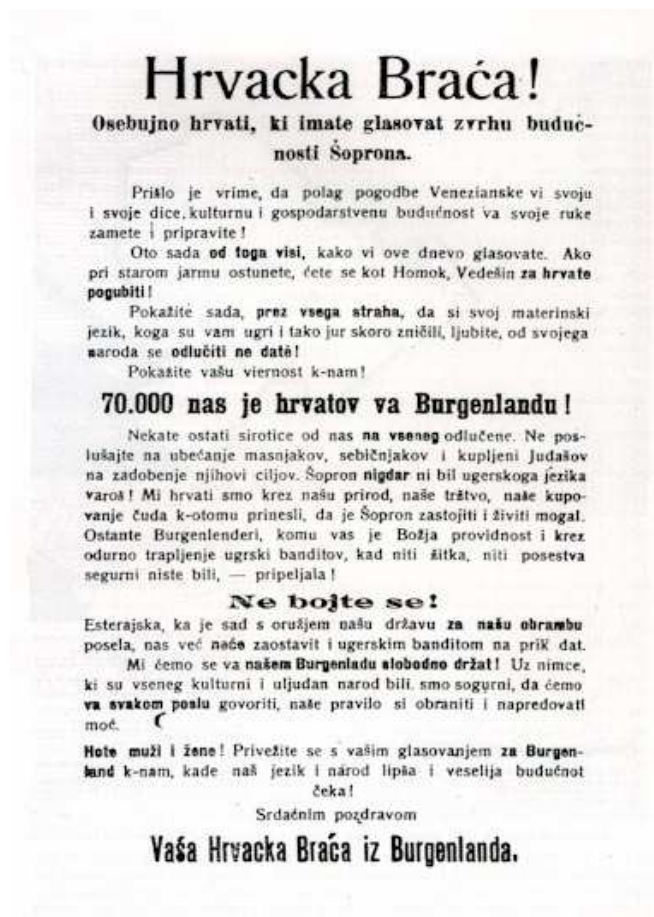 Hrvacka Braća!
Osebujno hrvati, ki imate glasovat zvrhu buduć-
nosti Šoprona.
Prišlo je vrime, da polag pogodbe Venezianske vi svoju
i svoje dice, kulturnu i gospodarstvenu budućnost va svoje ruke
zamete i pripravite!
Oto sada od toga visi, kako vi ove dnevo glasovate. Ako
pri starom jarmu ostunete, ćete se kot Homok, Vedešin za hrvate
pogubiti!
Pokažite sada, prez vsega straha, da si svoj materinski
jezik, koga su vam ugri i tako jur skoro zničili, ljubite, od svojega
naroda se odlučiti ne daté!
Pokažite vašu viernost k-nam!
70.000 nas je hrvatov va Burgenlandu!
Nekate ostati sirotice od nas na vseneg odlučene. Ne pos-
lušajte na ubećanje masnjakov, sebičnjakov i kupljeni Judašov
na zadobenje njihovi ciljov. Šopron nigdar ni bil ugerskoga jezika
varoš! Mi hrvati smo krez našu prirod, naše tržtvo, naše kupo-
vanje čuda k-otomu prinesli, da je Šopron zastojiti i živiti mogal.
Ostante Burgenlenderi, komu vas je Božja providnost i krez
odurno trapljenje ugrski banditov, kad niti žitka, niti posestva
segurni niste bili, — pripeljala!
Ne bojte se!
Esterajska, ka je sad s oružjem našu državu za našu obrambu
posela, nas već neće zaostavit i ugerskim banditom na prik dat.
Mi ćemo se va našem Burgenladu slobodno držat! Uz nimce,
ki su vseneg kulturni i uljudan narod bili. smo sogurni, da ćemo
va svakom poslu govoriti, naše pravilo si obraniti i napredovati
moć.
Hote muži i žene! Privežite se s vašim glasovanjem za Burgen-
land k-nam, kade naš jezik i národ lipša i veselija budućnot
čeka!
Srdačnim pozdravom
Vaša Hrvacka Braća iz Burgenlanda.